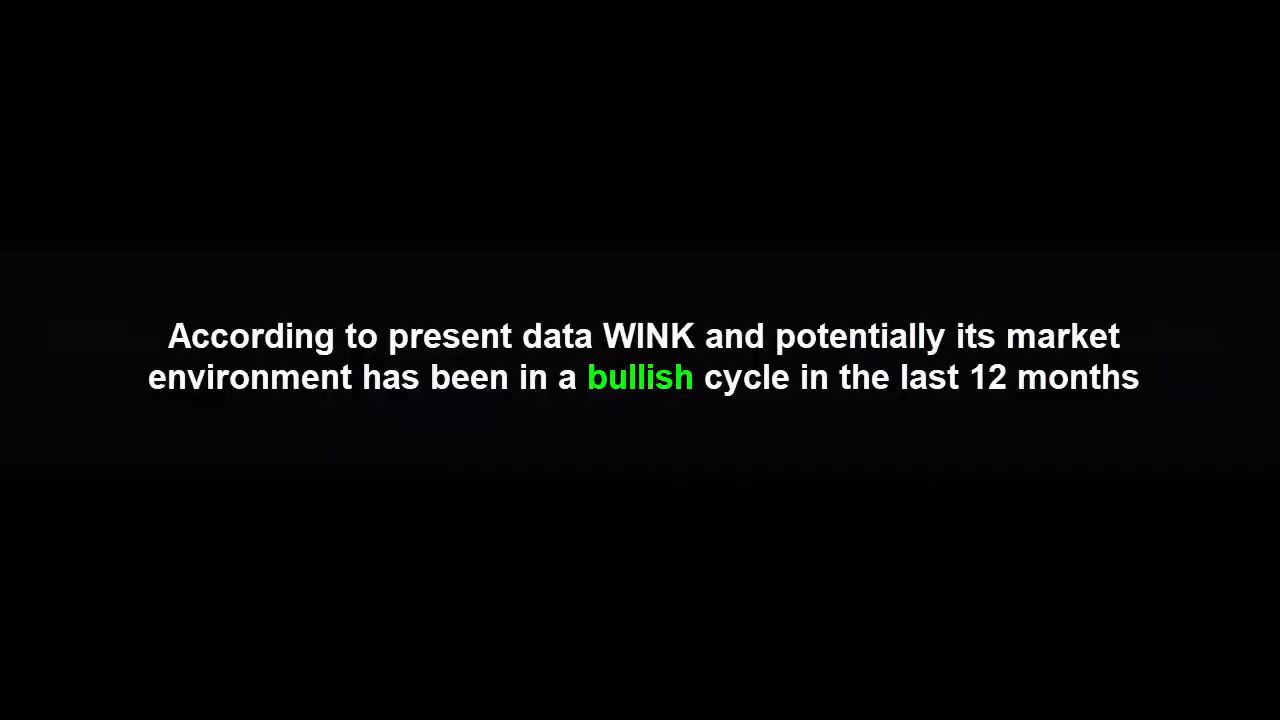 According to present data WINK and potentially its market
environment has been in a bullish cycle in the last 12 months